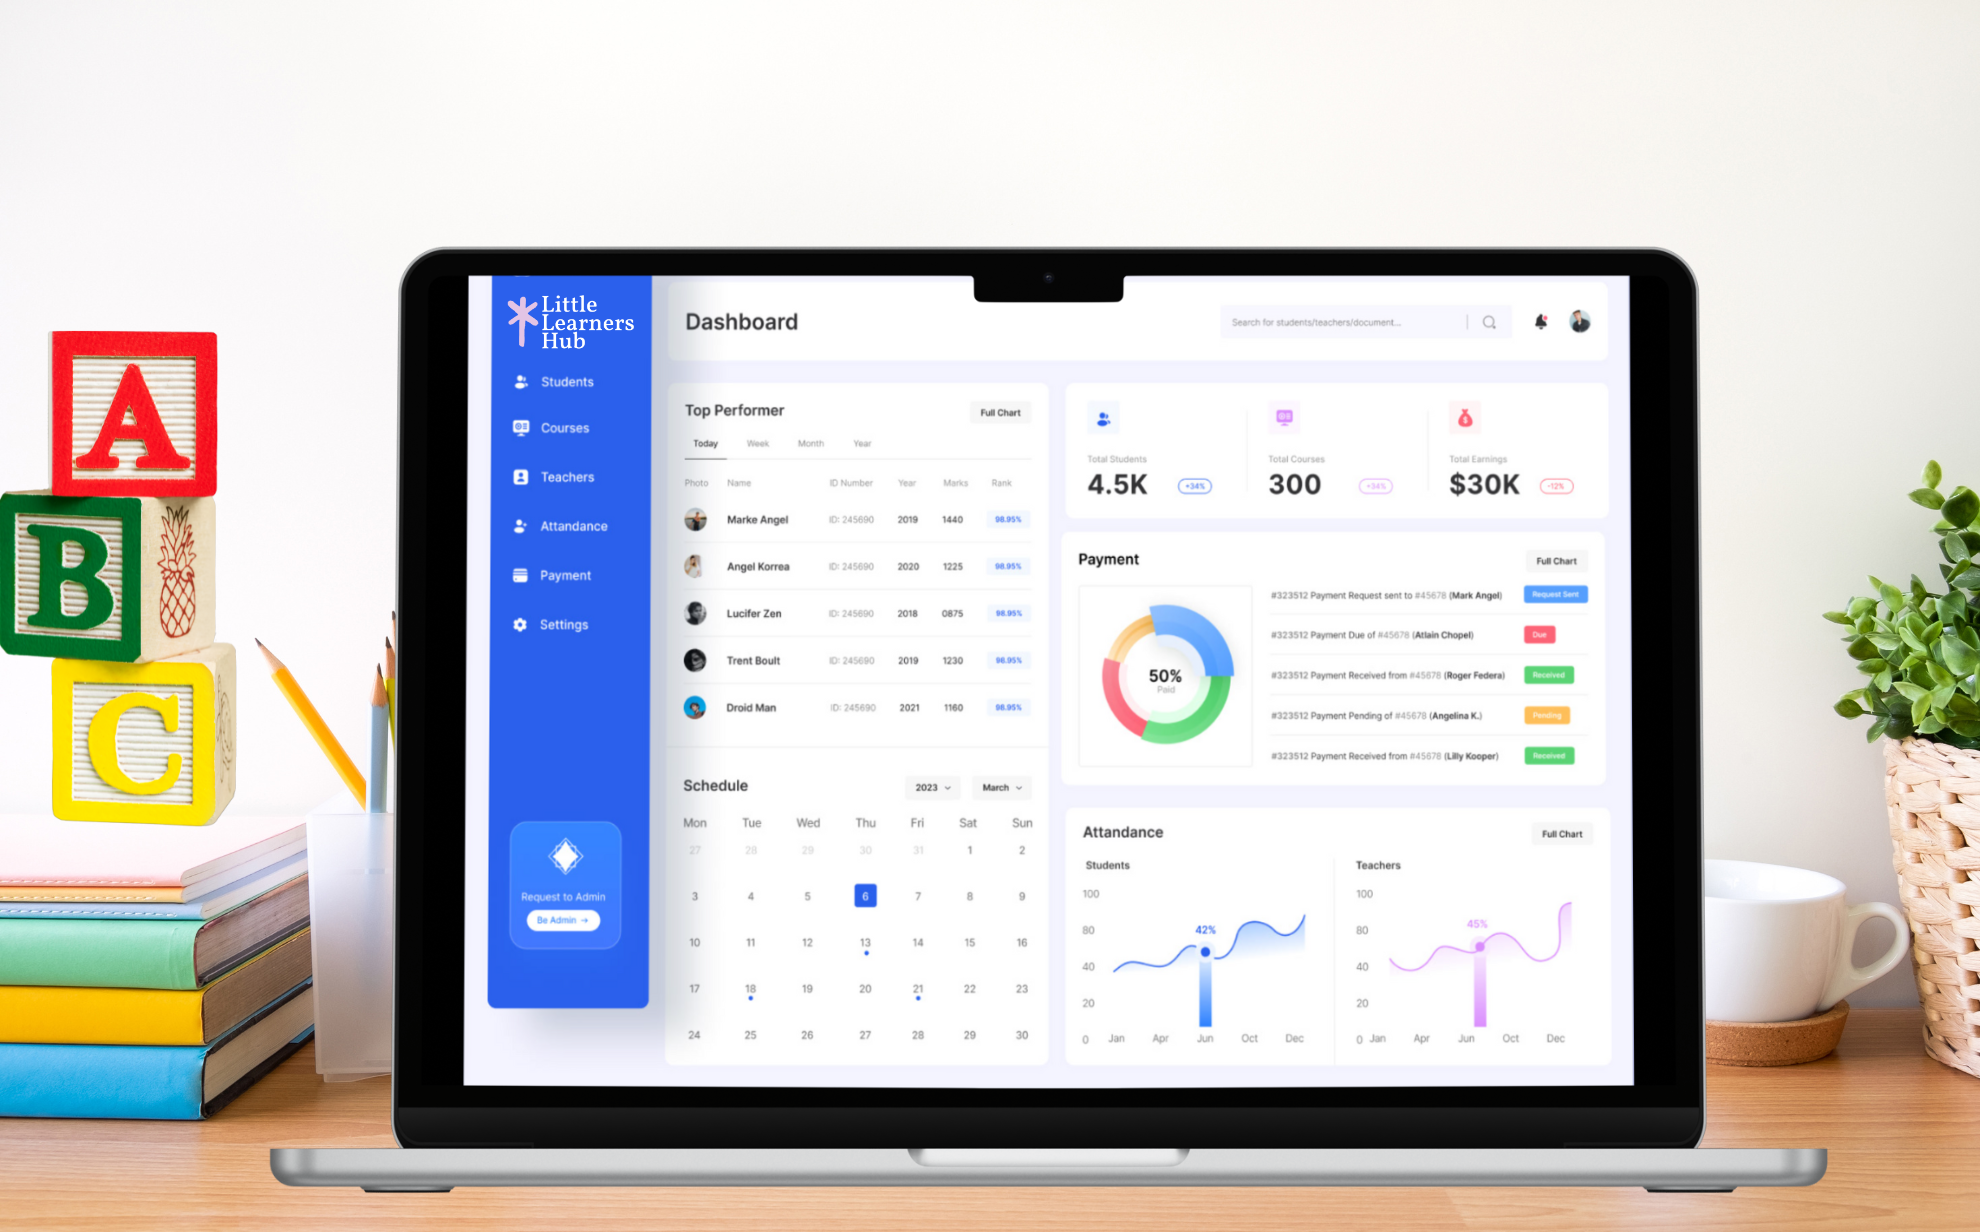 A
B
C
Little
Learners
Hub
Students
Courses
Teachers
Attandance
Payment
Settings
Request to Admin
Be Admin →
Dashboard
Search for students/teachers/document...
Top Performer
Full Chart
Today Week Month Year
Photo Name ID Number Year Marks Rank
Marke Angel ID: 245690 2019 1440 98.95%
Angel Korrea ID: 245690 2020 1225 98.95%
Lucifer Zen ID: 245690 2018 0875 98.95%
Trent Boult ID: 245690 2019 1230 98.95%
Droid Man ID: 245690 2021 1160 98.95%
Schedule
2023 March
Mon Tue Wed Thu Fri Sat Sun
27 28 29 30 31 1 2
3 4 5 6 7 8 9
10 11 12 13 14 15 16
17 18 19 20 21 22 23
24 25 26 27 28 29 30
Total Students
4.5K +34%
Total Courses
300 +34%
Total Earnings
$30K -12%
Payment
Full Chart
50%
Paid
#323512 Payment Request sent to #45678 (Mark Angel) Request Sent
#323512 Payment Due of #45678 (Atlain Chopel) Due
#323512 Payment Received from #45678 (Roger Federa) Received
#323512 Payment Pending of #45678 (Angelina K.) Pending
#323512 Payment Received from #45678 (Lilly Kooper) Received
Attandance
Full Chart
Students
100
80
40
20
0
42%
Jan Apr Jun Oct Dec
Teachers
100
80
40
20
0
45%
Jan Apr Jun Oct Dec